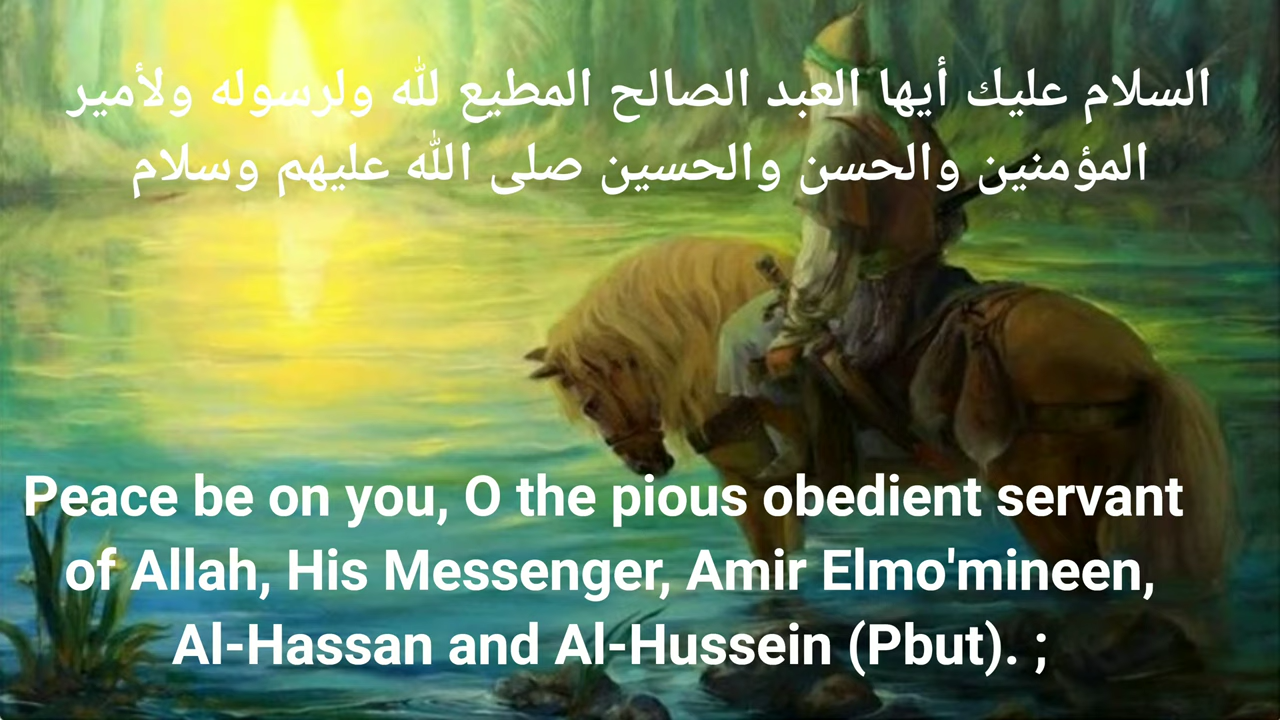 السلام عليك أيها العبد الصالح المطيع لله ولرسوله ولأمير
المؤمنين والحسن والحسين صلى الله عليهم وسلام
Peace be on you, O the pious obedient servant
of Allah, His Messenger, Amir Elmo'mineen,
Al-Hassan and Al-Hussein (Pbut). ;